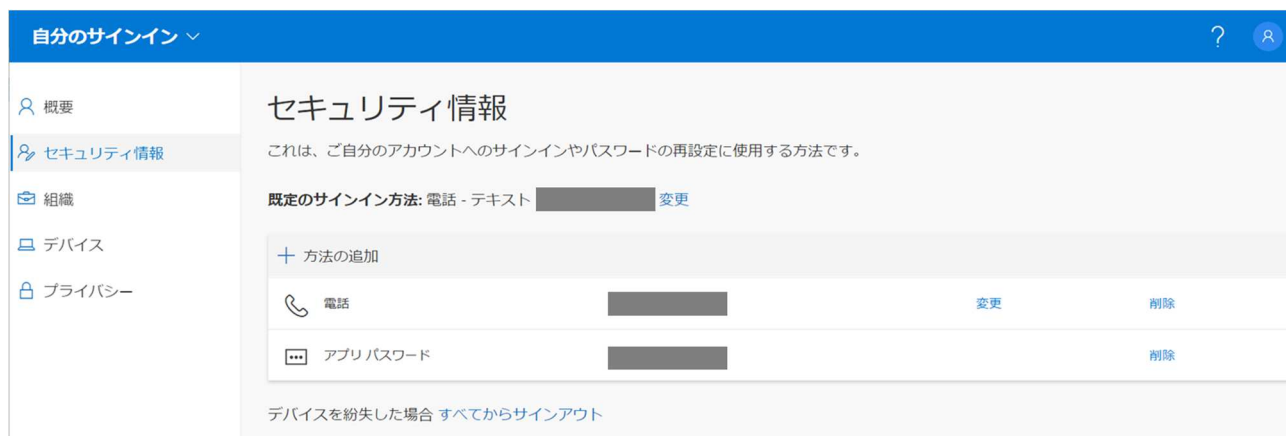 自分のサインイン
?
概要
セキュリティ情報
組織
デバイス
プライバシー
セキュリティ情報
これは、ご自分のアカウントへのサインインやパスワードの再設定に使用する方法です。
既定のサインイン方法: 電話 - テキスト 変更
+ 方法の追加
電話 変更 削除
アプリ パスワード 削除
デバイスを紛失した場合 すべてからサインアウト